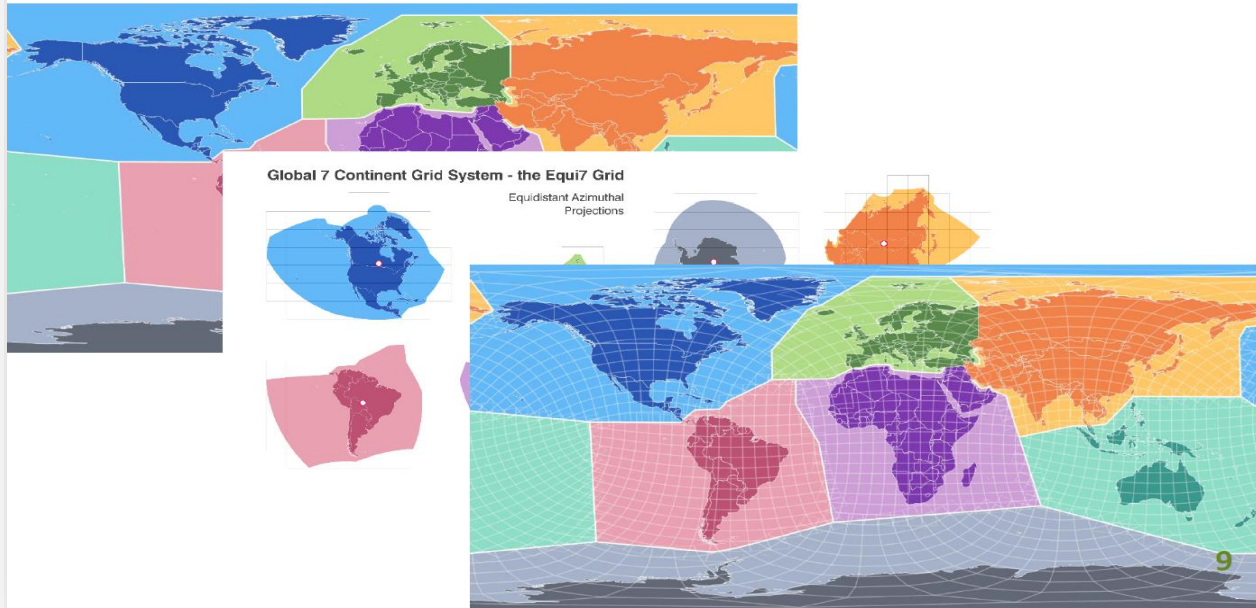 Global 7 Continent Grid System - the Equi7 Grid
Equidistant Azimuthal
Projections
9